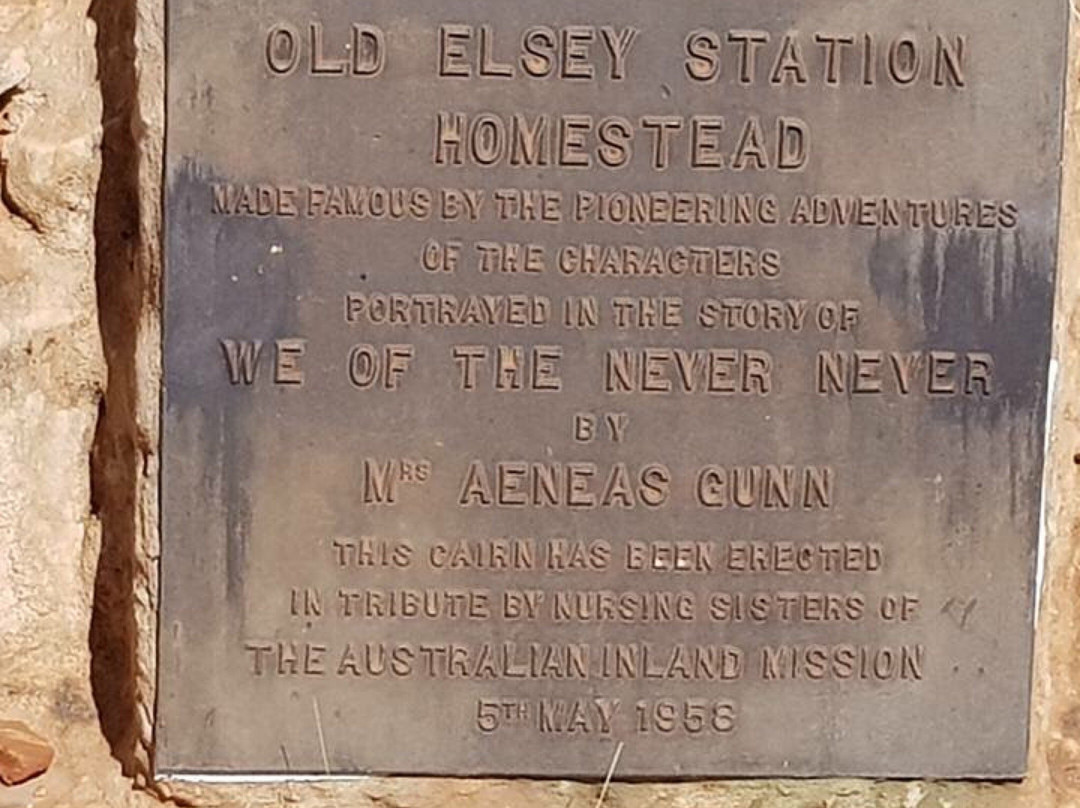 OLD ELSEY STATION
HOMESTEAD
MADE FAMOUS BY THE PIONEERING ADVENTURES
OF THE CHARACTERS
PORTRAYED IN THE STORY OF
WE OF THE NEVER NEVER
BY
MRS AENEAS GUNN
THIS CAIRN HAS BEEN ERECTED
IN TRIBUTE BY NURSING SISTERS OF
THE AUSTRALIAN INLAND MISSION
5TH MAY 1958